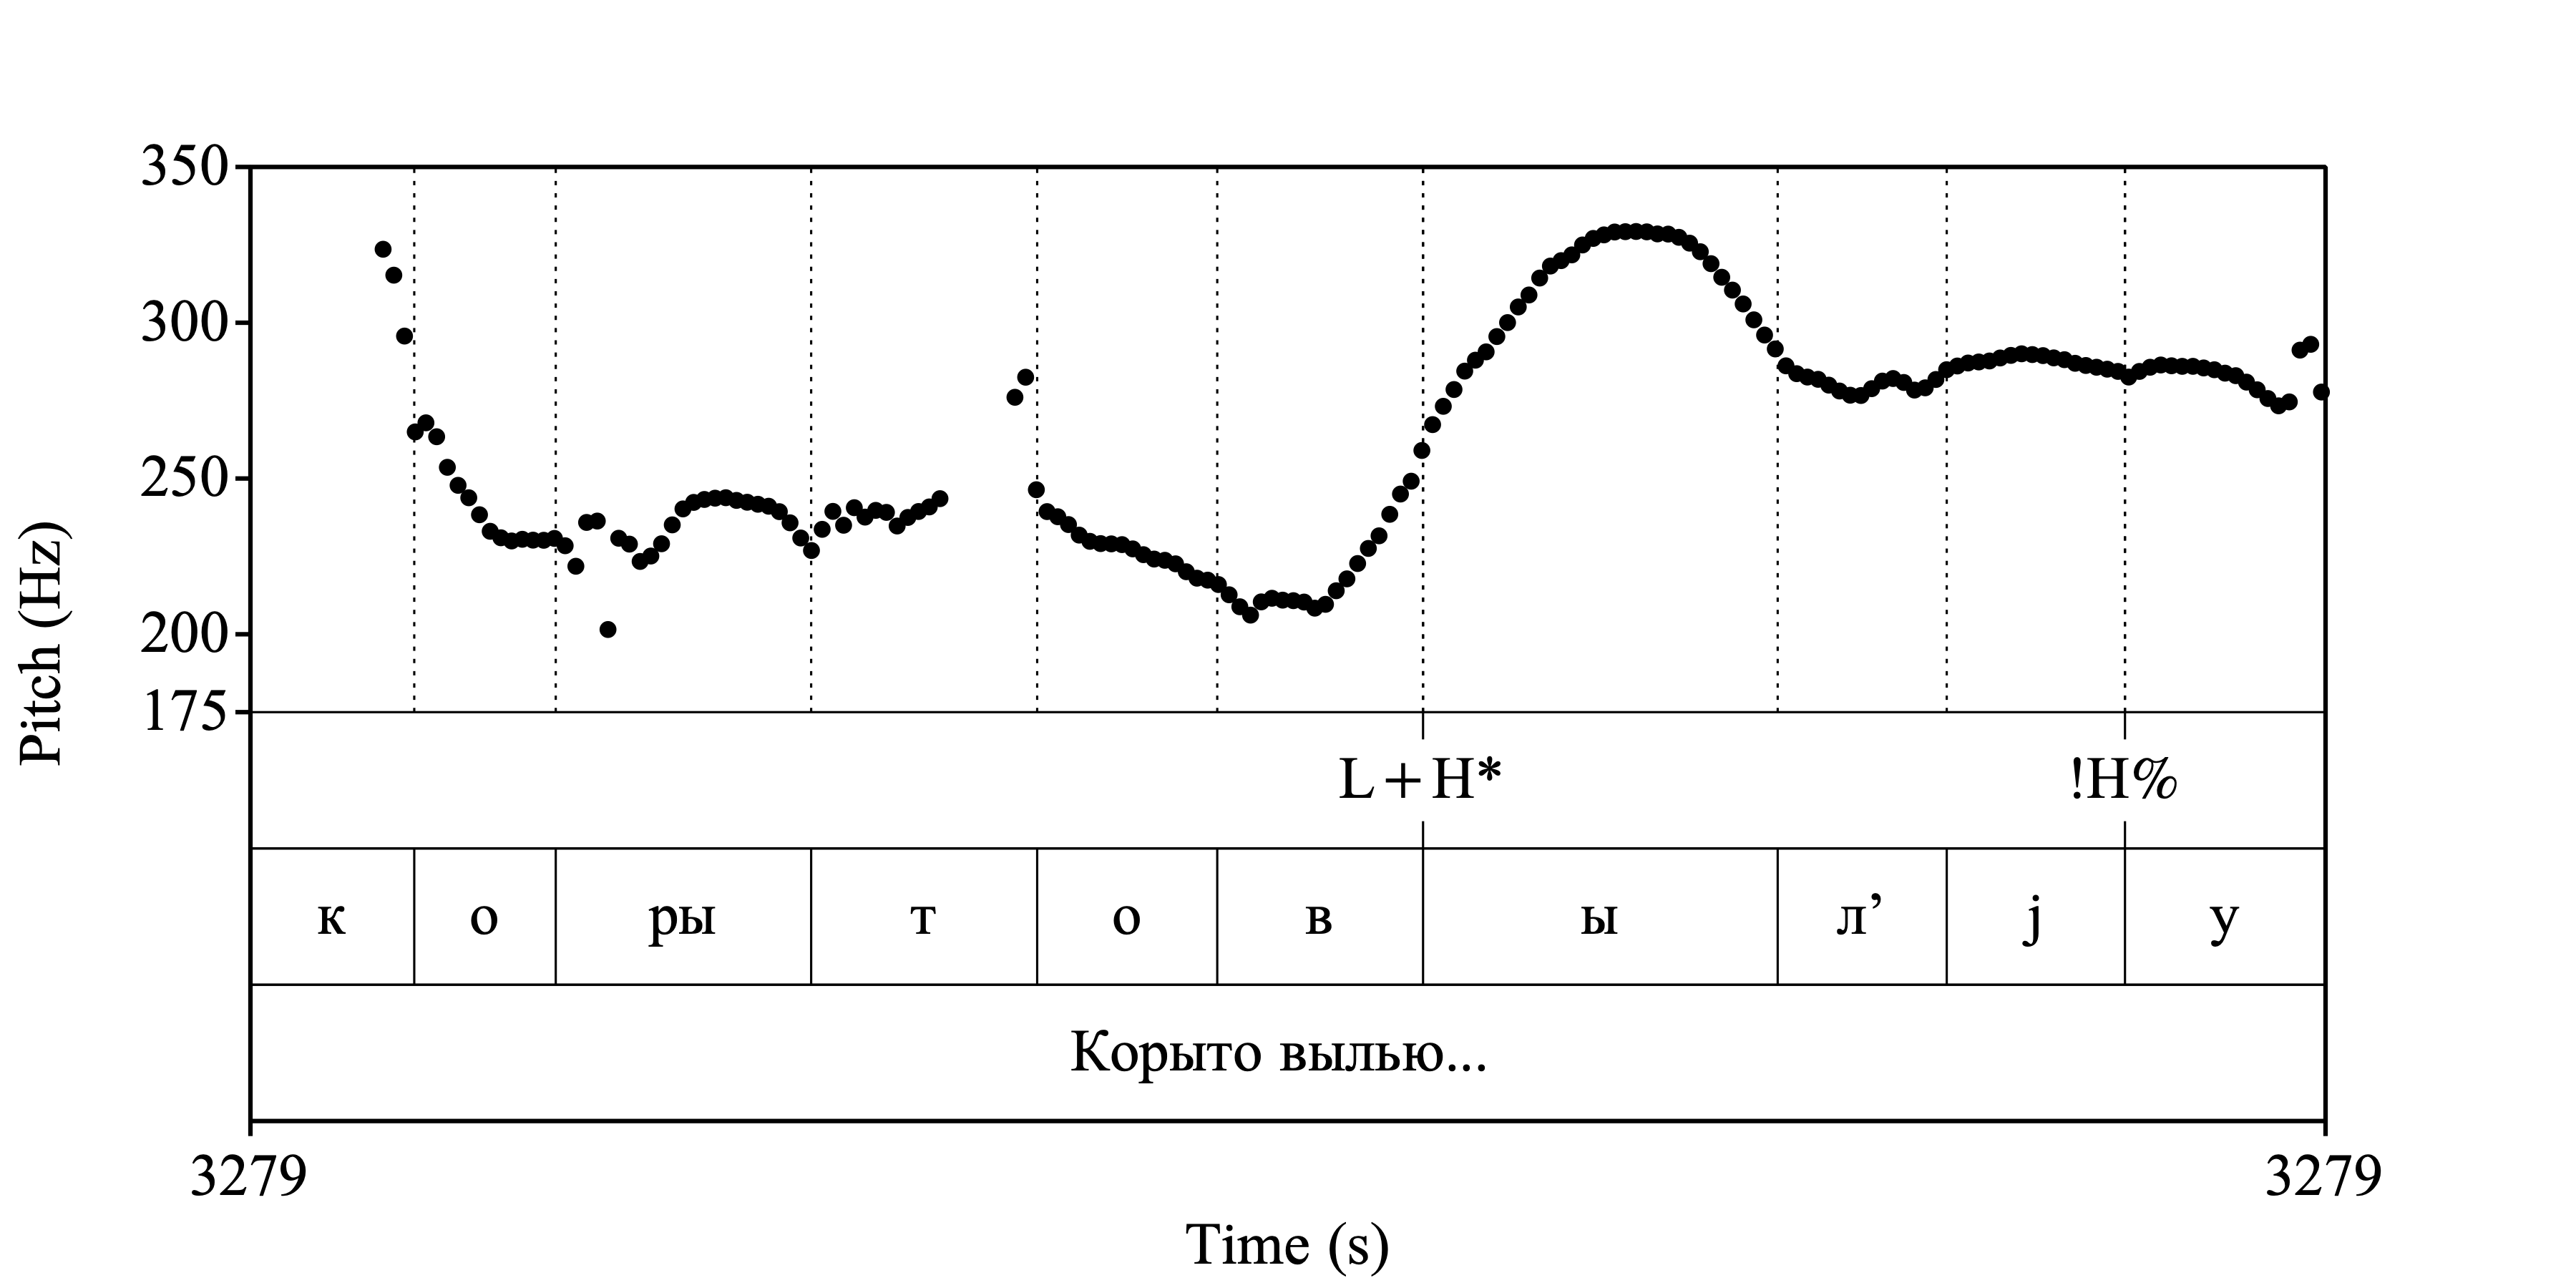 350
300
250
200
175
Pitch (Hz)
L+H* !H%
к о ры т о в ы л’ j у
Корыто вылью...
3279 3279
Time (s)